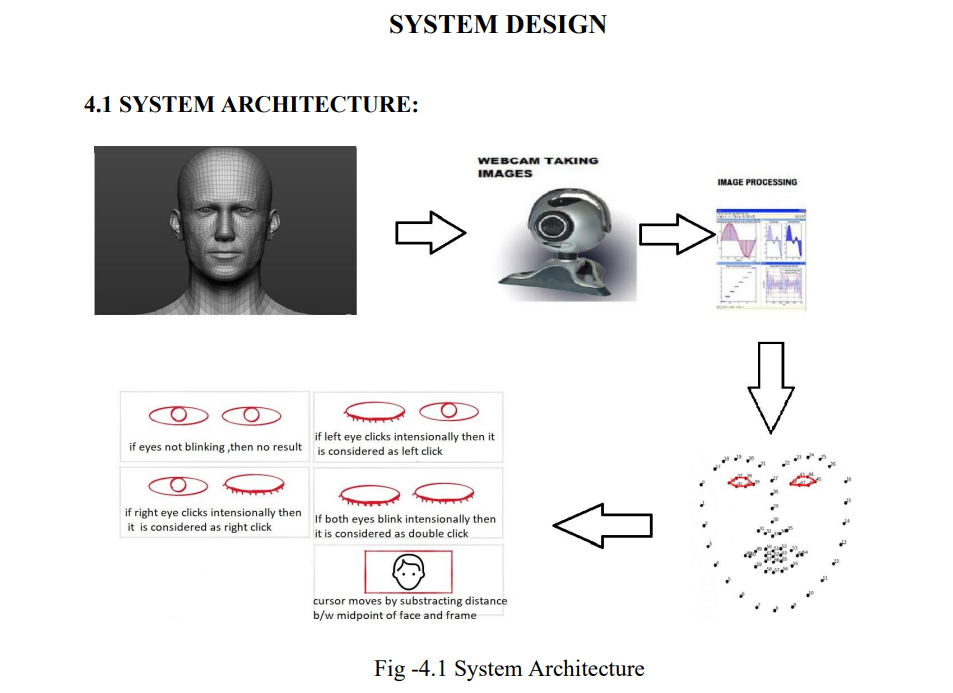 SYSTEM DESIGN
4.1 SYSTEM ARCHITECTURE:
WEBCAM TAKING
IMAGES
IMAGE PROCESSING
if eyes not blinking ,then no result
if left eye clicks intensionally then it
is considered as left click
if right eye clicks intensionally then
it is considered as right click
If both eyes blink intensionally then
it is considered as double click
cursor moves by substracting distance
b/w midpoint of face and frame
Fig -4.1 System Architecture